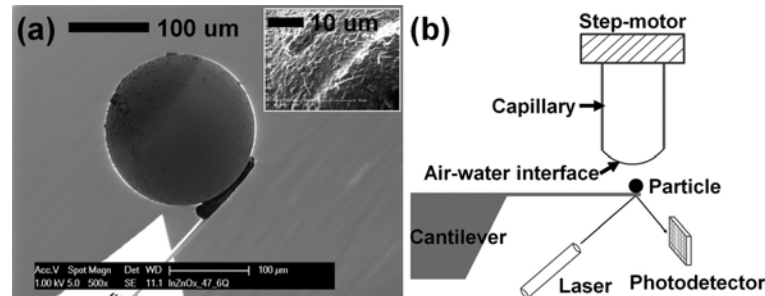 (a)
100 um
10 um
Acc.V Spot Magn Det WD
100 µm
1.00 kV 5.0 500x SE 11.1 InZnOx_47_6Q
(b)
Step-motor
Capillary
Air-water interface
Particle
Cantilever
Laser
Photodetector